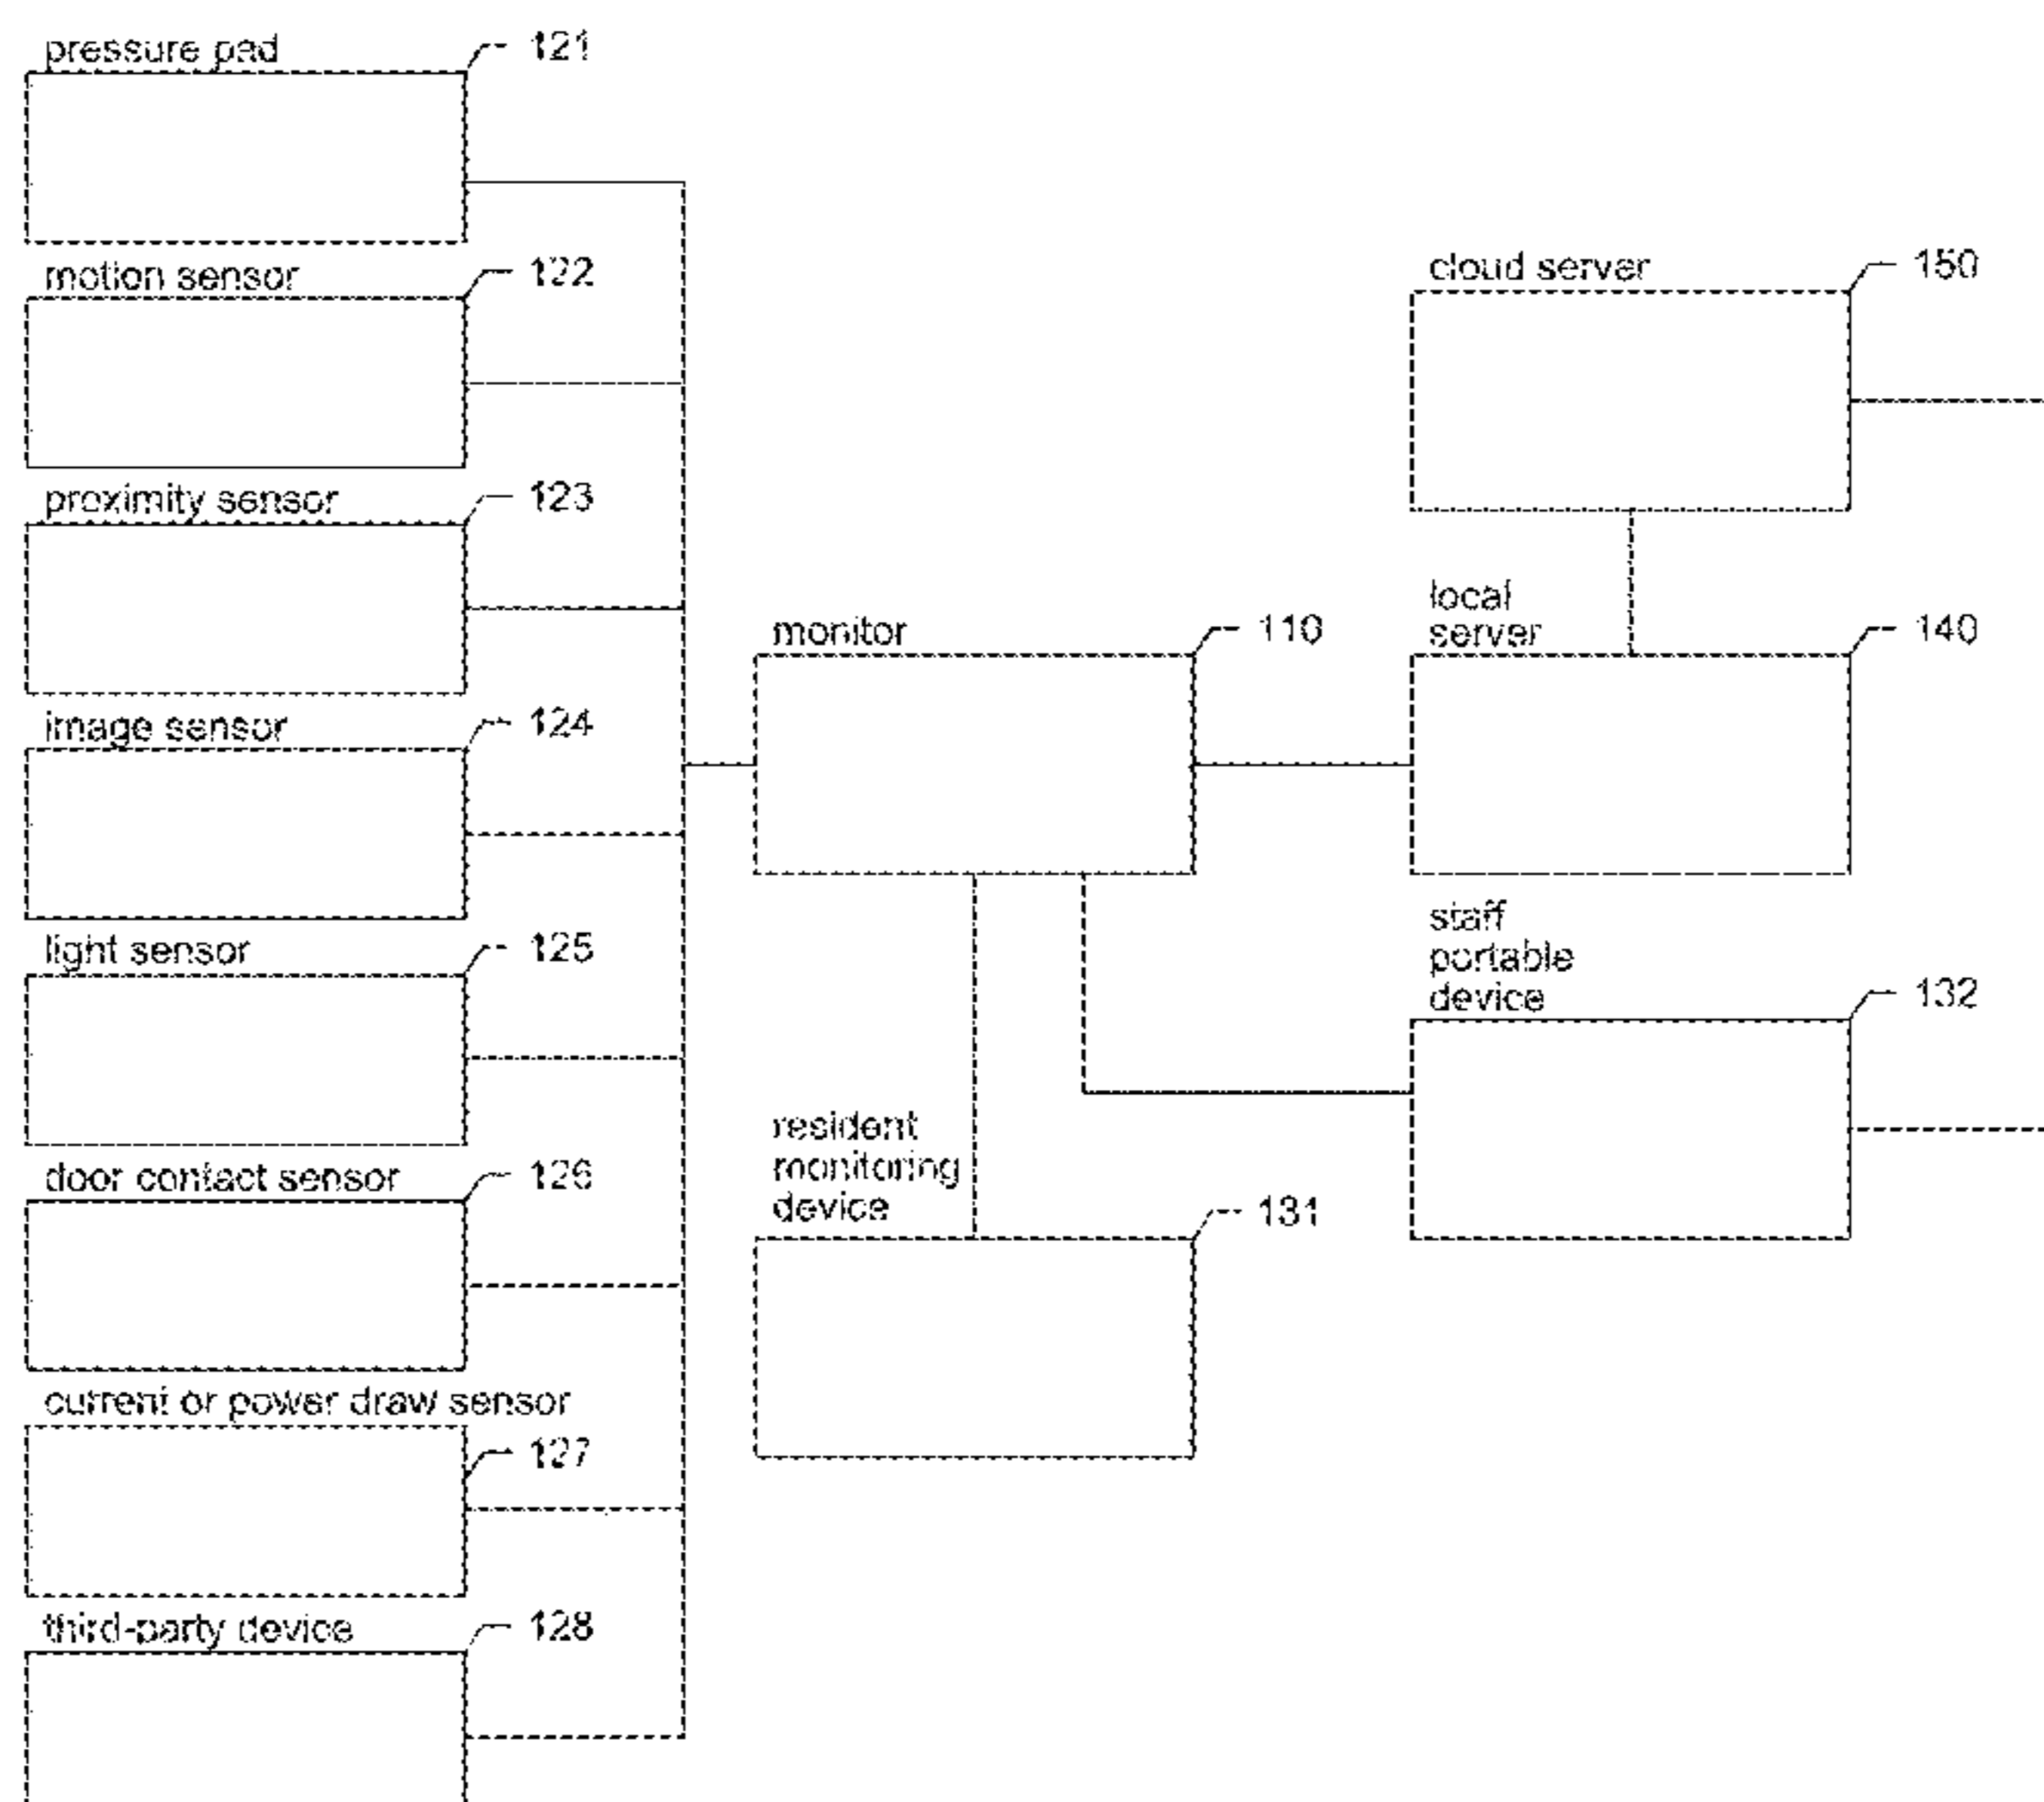 pressure pad 121
motion sensor 122
proximity sensor 123
image sensor 124
light sensor 125
door contact sensor 126
current or power draw sensor
127
third-party device 128
monitor 110
resident
monitoring
device 131
cloud server 150
local
server 140
staff
portable
device 132